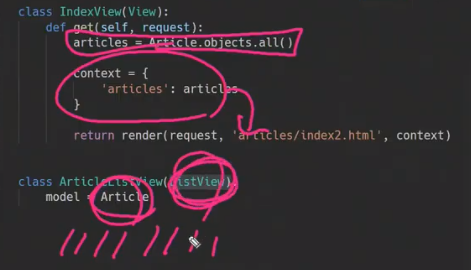 class IndexView(View):
    def get(self, request):
        articles = Article.objects.all()
        context = {
            'articles': articles
        }
        return render(request, 'articles/index2.html', context)
class ArticleListView(ListView):
    model = Article